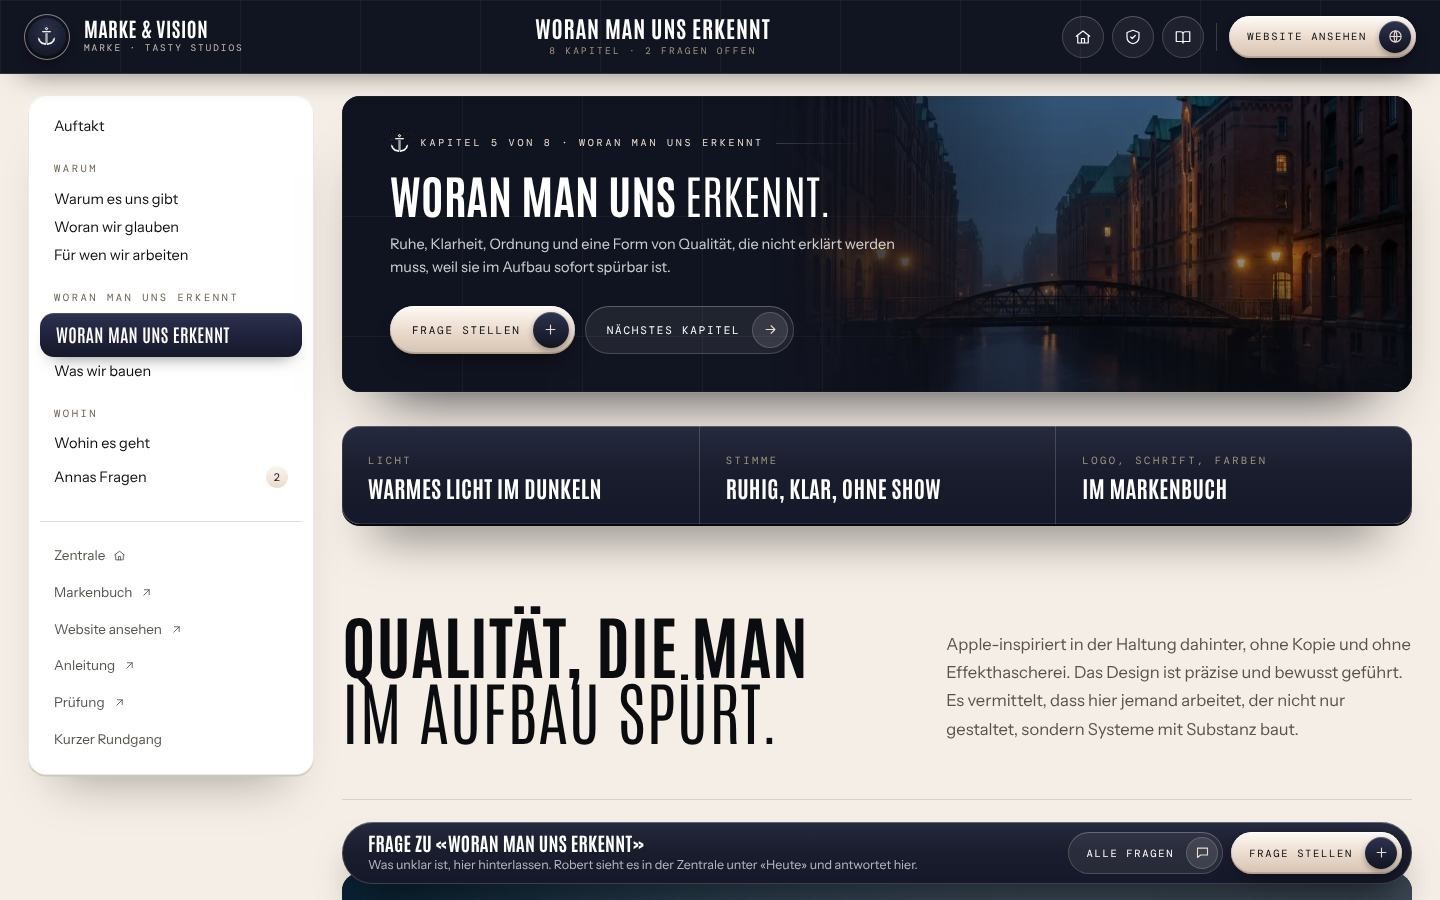 MARKE & VISION
MARKE · TASTY STUDIOS
WORAN MAN UNS ERKENNT
8 KAPITEL · 2 FRAGEN OFFEN
WEBSITE ANSEHEN
Auftakt
WARUM
Warum es uns gibt
Woran wir glauben
Für wen wir arbeiten
WORAN MAN UNS ERKENNT
WORAN MAN UNS ERKENNT
Was wir bauen
WOHIN
Wohin es geht
Annas Fragen 2
Zentrale
Markenbuch
Website ansehen
Anleitung
Prüfung
Kurzer Rundgang
KAPITEL 5 VON 8 · WORAN MAN UNS ERKENNT
WORAN MAN UNS ERKENNT.
Ruhe, Klarheit, Ordnung und eine Form von Qualität, die nicht erklärt werden
muss, weil sie im Aufbau sofort spürbar ist.
FRAGE STELLEN
NÄCHSTES KAPITEL
LICHT
WARMES LICHT IM DUNKELN
STIMME
RUHIG, KLAR, OHNE SHOW
LOGO, SCHRIFT, FARBEN
IM MARKENBUCH
QUALITÄT, DIE MAN
IM AUFBAU SPÜRT.
Apple-inspiriert in der Haltung dahinter, ohne Kopie und ohne
Effekthascherei. Das Design ist präzise und bewusst geführt.
Es vermittelt, dass hier jemand arbeitet, der nicht nur
gestaltet, sondern Systeme mit Substanz baut.
FRAGE ZU «WORAN MAN UNS ERKENNT»
Was unklar ist, hier hinterlassen. Robert sieht es in der Zentrale unter «Heute» und antwortet hier.
ALLE FRAGEN
FRAGE STELLEN